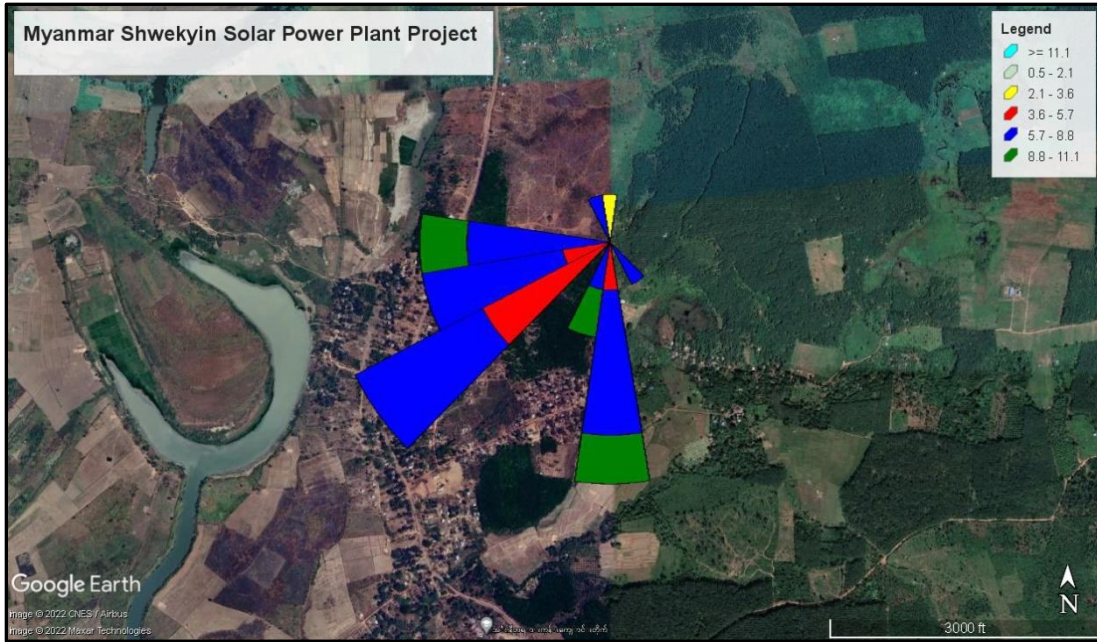 Myanmar Shwekyin Solar Power Plant Project
Legend
>= 11.1
0.5 - 2.1
2.1 - 3.6
3.6 - 5.7
5.7 - 8.8
8.8 - 11.1
Google Earth
Image © 2022 CNES / Airbus
Image © 2022 Maxar Technologies
N
3000 ft